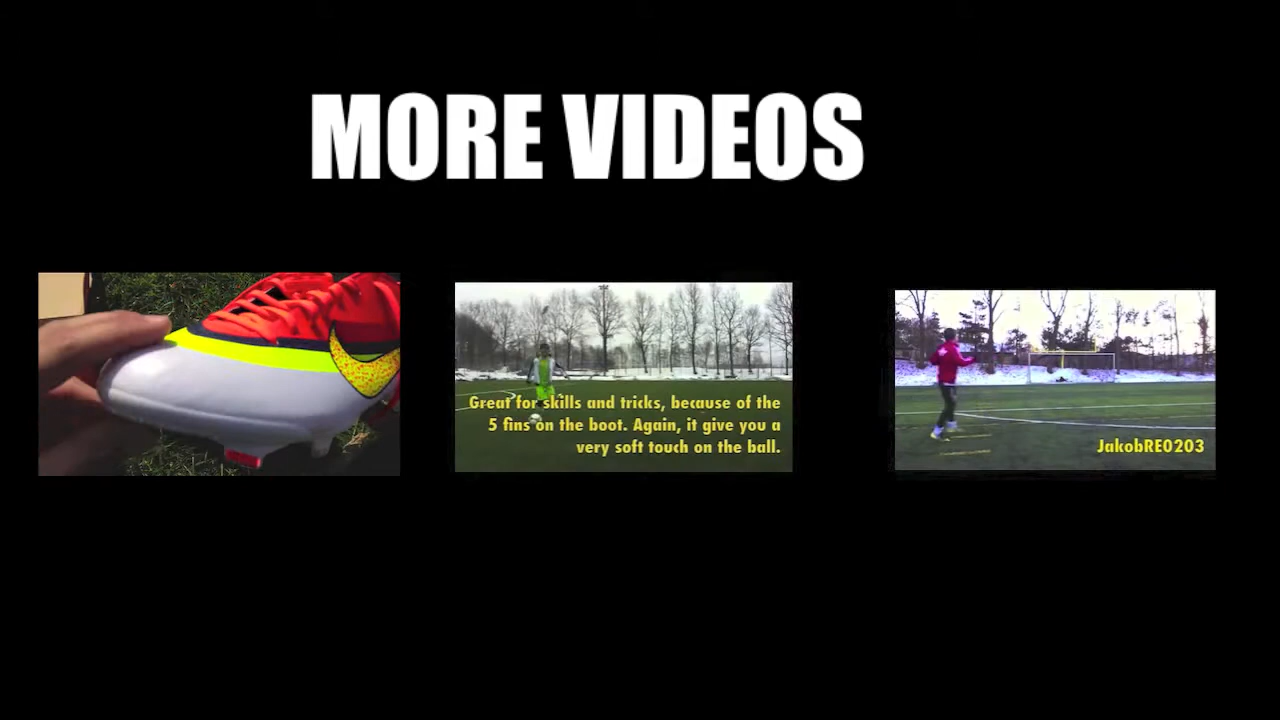 MORE VIDEOS
Great for skills and tricks, because of the
5 fins on the boot. Again, it give you a
very soft touch on the ball.
JakobRE0203